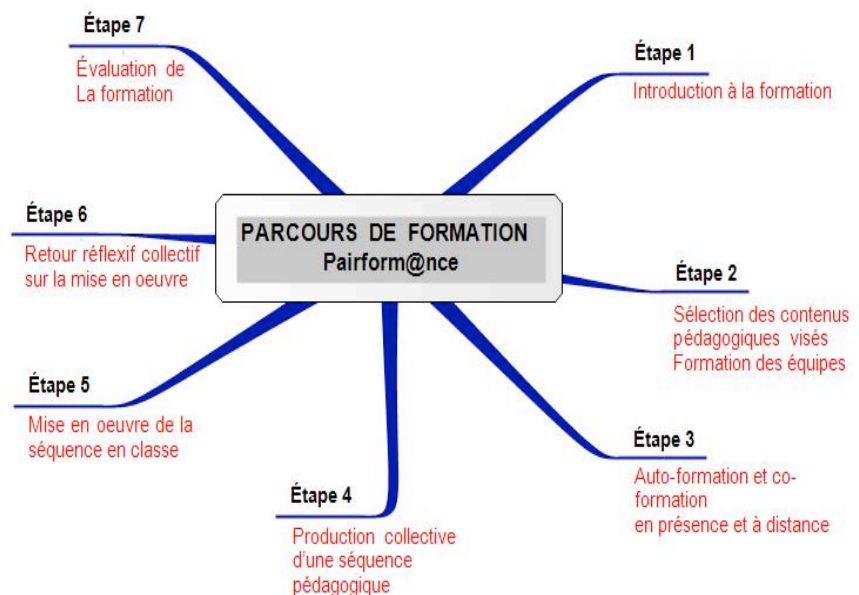 PARCOURS DE FORMATION
Pairform@nce
Étape 1
Introduction à la formation
Étape 2
Sélection des contenus
pédagogiques visés
Formation des équipes
Étape 3
Auto-formation et co-
formation
en présence et à distance
Étape 4
Production collective
d'une séquence
pédagogique
Étape 5
Mise en oeuvre de la
séquence en classe
Étape 6
Retour réflexif collectif
sur la mise en oeuvre
Étape 7
Évaluation de
La formation